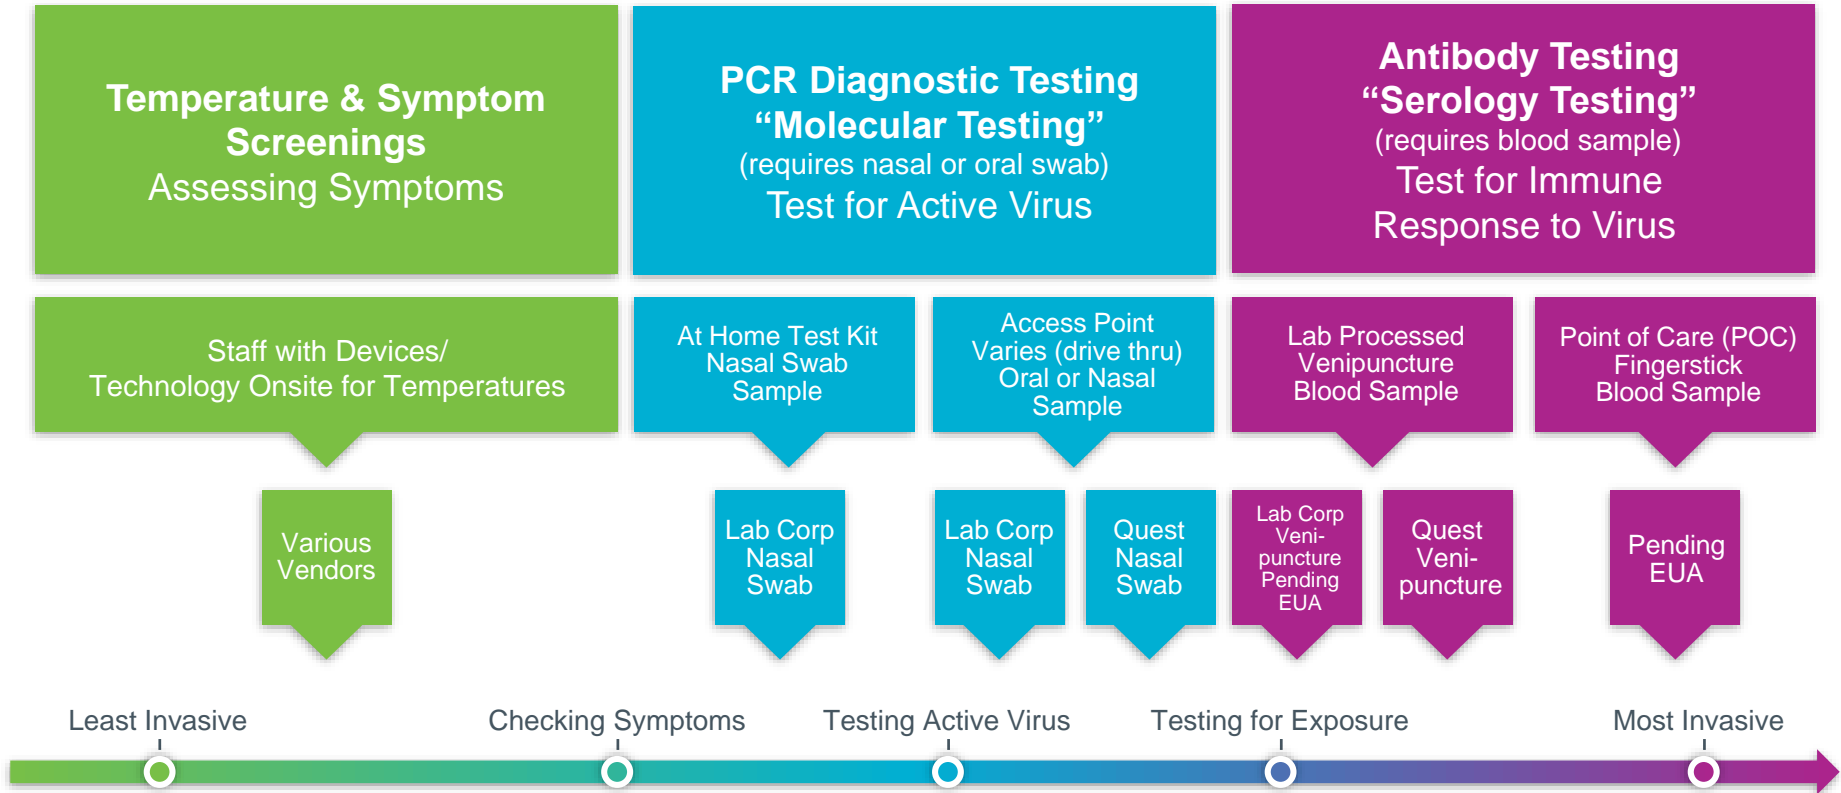 Temperature & Symptom
Screenings
Assessing Symptoms
PCR Diagnostic Testing
“Molecular Testing”
(requires nasal or oral swab)
Test for Active Virus
Antibody Testing
“Serology Testing”
(requires blood sample)
Test for Immune
Response to Virus
Staff with Devices/
Technology Onsite for Temperatures
At Home Test Kit
Nasal Swab
Sample
Access Point
Varies (drive thru)
Oral or Nasal
Sample
Lab Processed
Venipuncture
Blood Sample
Point of Care (POC)
Fingerstick
Blood Sample
Various
Vendors
Lab Corp
Nasal
Swab
Lab Corp
Nasal
Swab
Quest
Nasal
Swab
Lab Corp
Veni-
puncture
Pending
EUA
Quest
Veni-
puncture
Pending
EUA
Least Invasive
Checking Symptoms
Testing Active Virus
Testing for Exposure
Most Invasive